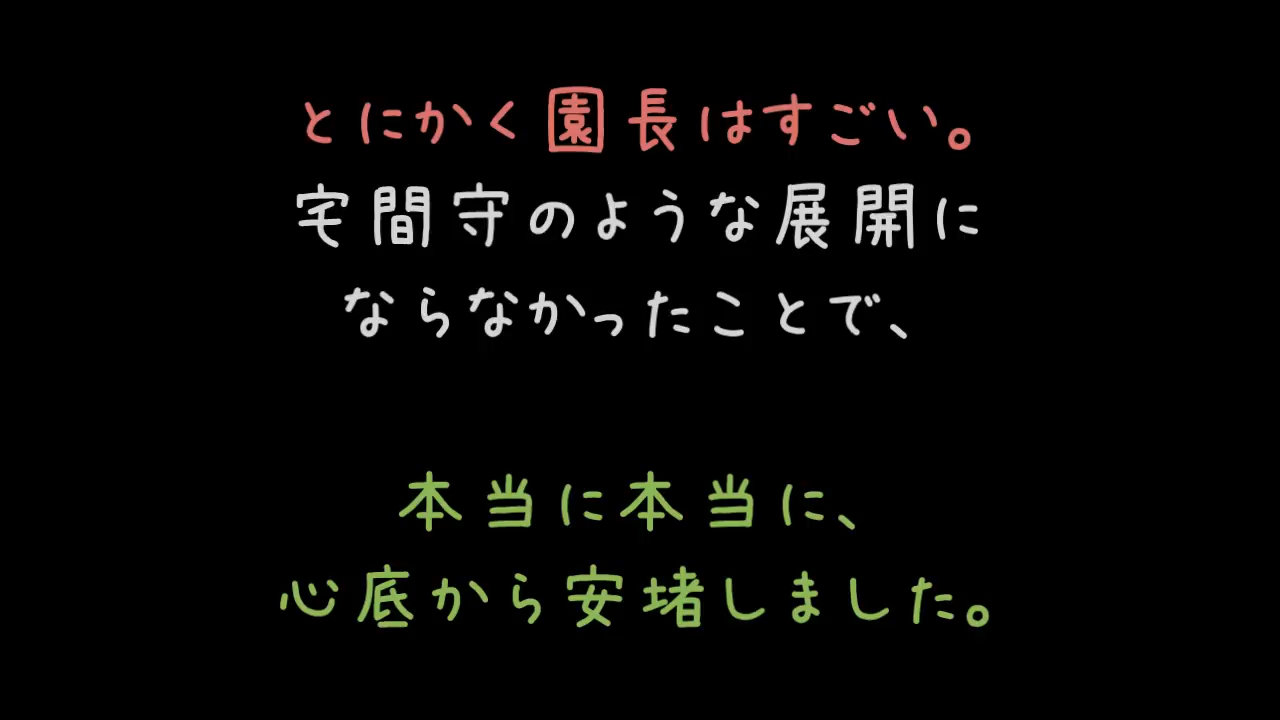 とにかく園長はすごい。
宅間守のような展開に
ならなかったことで、
本当に本当に、
心底から安堵しました。